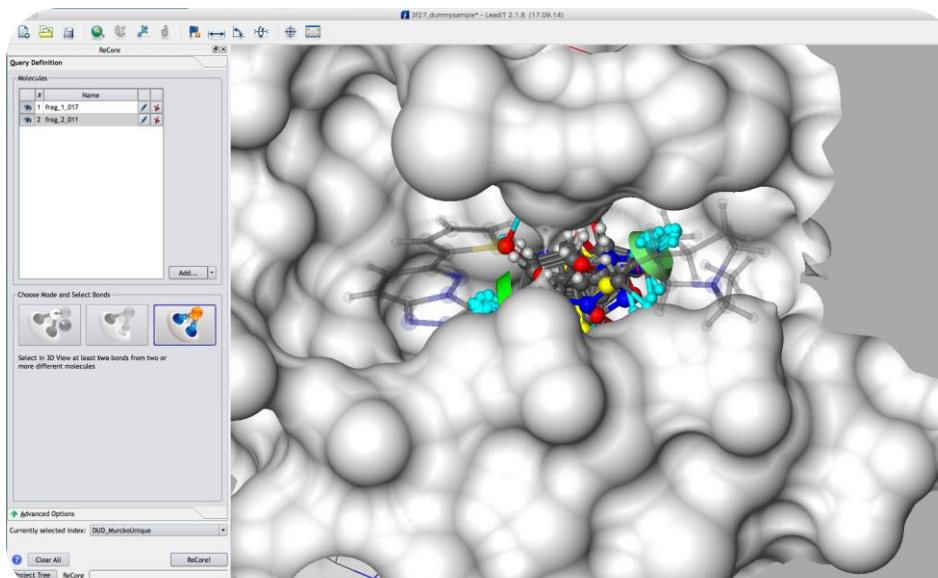 3f27_dummysample* - LeadIT 2.1.8 (17.09.14)
ReCore
Query Definition
Molecules
# Name
1 frag_1_017
2 frag_2_011
Add...
Choose Mode and Select Bonds
Select in 3D View at least two bonds from two or
more different molecules
Advanced Options
Currently selected Index: DUD_MurckoUnique
Clear All
ReCore!
Project Tree ReCore